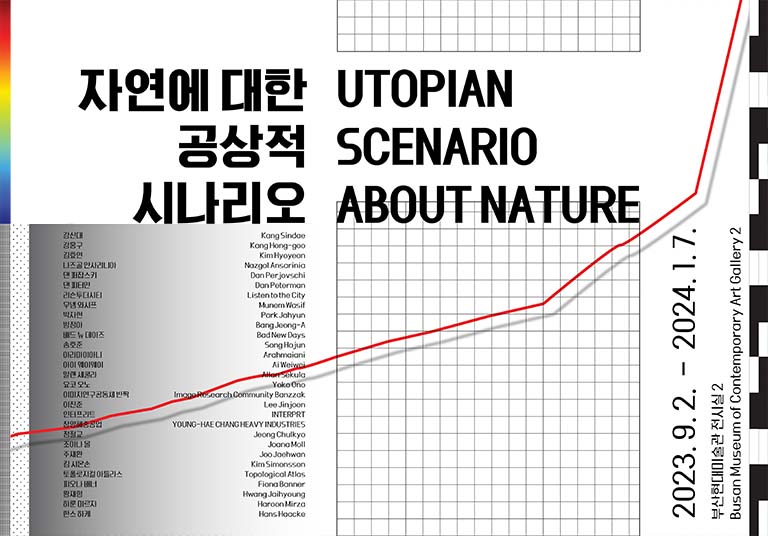 자연에 대한
공상적
시나리오
UTOPIAN
SCENARIO
ABOUT NATURE
강신대 Kang Sindae
강홍구 Kang Hong-goo
김효연 Kim Hyoyeon
나즈골 안사리니아 Nazgol Ansarinia
댄 퍼잡스키 Dan Perjovschi
댄 피터먼 Dan Peterman
리슨투더시티 Listen to the City
무넴 와시프 Munem Wasif
박자현 Park Jahyun
방정아 Bang Jeong-A
배드 뉴 데이즈 Bad New Days
송호준 Song Hojun
아라마이아니 Arahmaiani
아이 웨이웨이 Ai Weiwei
알랜 세쿨라 Allan Sekula
요코 오노 Yoko Ono
이미지연구공동체 반짝 Image Research Community Banzzak
이진준 Lee Jinjoon
인터프라트 INTERPRT
장영혜중공업 YOUNG-HAE CHANG HEAVY INDUSTRIES
정철교 Jeong Chulkyo
조아나 몰 Joana Moll
주재환 Joo Jaehwan
킴 시몬손 Kim Simonsson
토폴로지컬 아틀라스 Topological Atlas
피오나 배너 Fiona Banner
황재형 Hwang Jaihyoung
하룬 미르자 Haroon Mirza
한스 하케 Hans Haacke
2023. 9. 2. – 2024. 1. 7.
부산현대미술관 전시실 2
Busan Museum of Contemporary Art Gallery 2